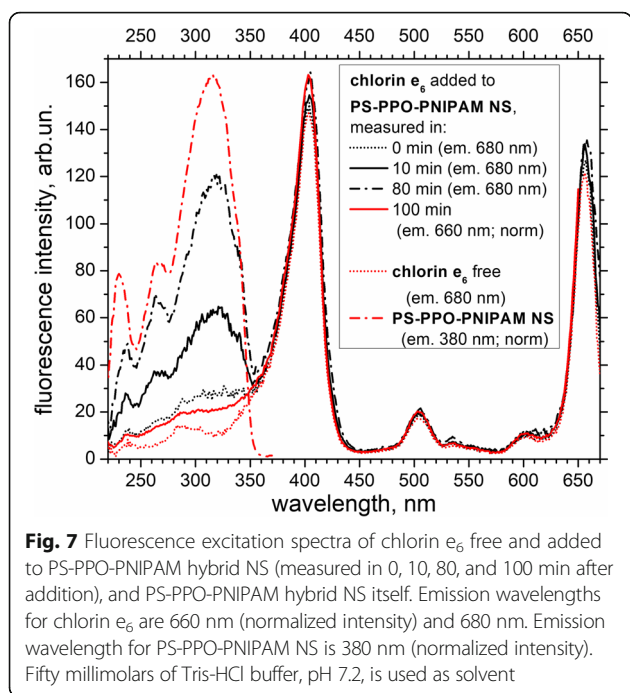 250 300 350 400 450 500 550 600 650
160
140
120
100
80
60
40
20
0
fluorescence intensity, arb.un.
chlorin e₆ added to
PS-PPO-PNIPAM NS,
measured in:
0 min (em. 680 nm)
10 min (em. 680 nm)
80 min (em. 680 nm)
100 min
(em. 660 nm; norm)
chlorin e₆ free
(em. 680 nm)
PS-PPO-PNIPAM NS
(em. 380 nm; norm)
250 300 350 400 450 500 550 600 650
wavelength, nm
Fig. 7 Fluorescence excitation spectra of chlorin e₆ free and added
to PS-PPO-PNIPAM hybrid NS (measured in 0, 10, 80, and 100 min after
addition), and PS-PPO-PNIPAM hybrid NS itself. Emission wavelengths
for chlorin e₆ are 660 nm (normalized intensity) and 680 nm. Emission
wavelength for PS-PPO-PNIPAM NS is 380 nm (normalized intensity).
Fifty millimolars of Tris-HCl buffer, pH 7.2, is used as solvent